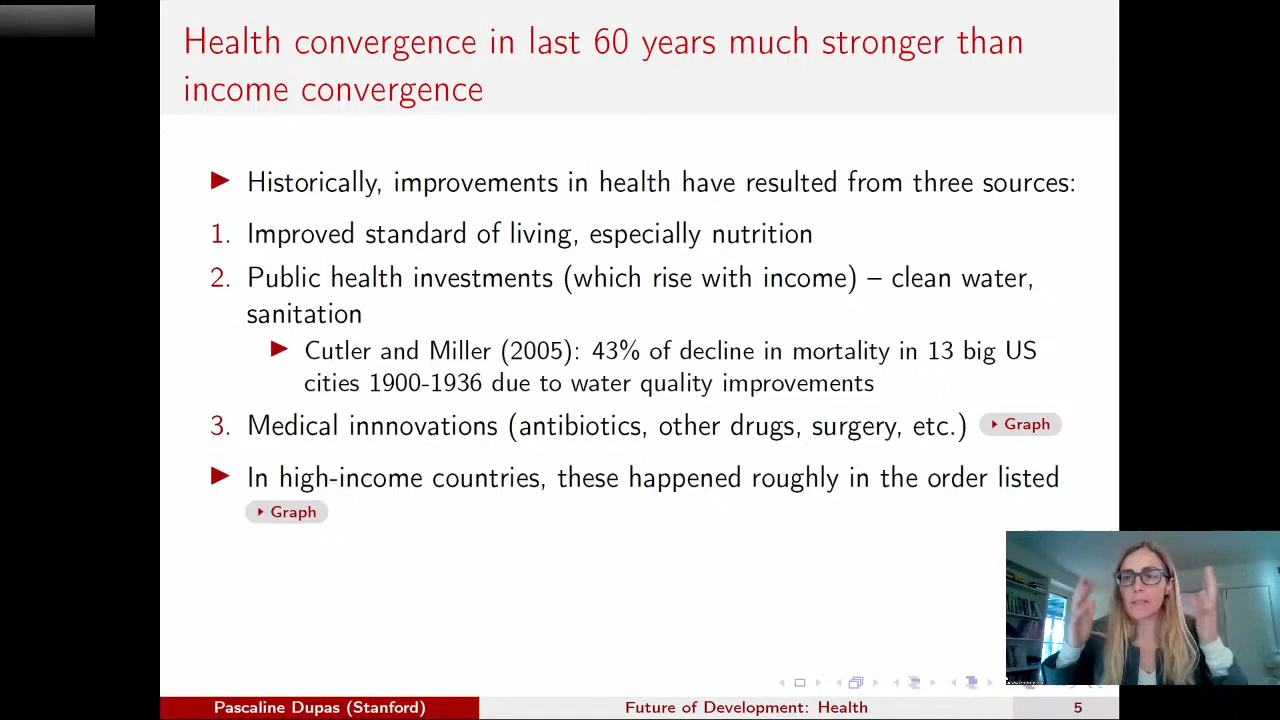 Health convergence in last 60 years much stronger than
income convergence
Historically, improvements in health have resulted from three sources:
1. Improved standard of living, especially nutrition
2. Public health investments (which rise with income) – clean water,
sanitation
Cutler and Miller (2005): 43% of decline in mortality in 13 big US
cities 1900-1936 due to water quality improvements
3. Medical innnovations (antibiotics, other drugs, surgery, etc.) Graph
In high-income countries, these happened roughly in the order listed
Graph
Pascaline Dupas (Stanford) Future of Development: Health 5